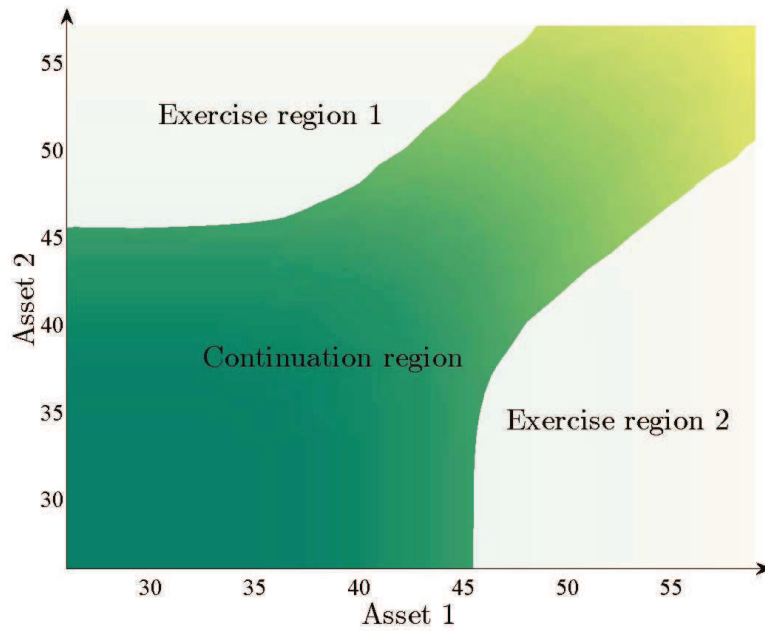 55
Exercise region 1
50
45
Asset 2
40
Continuation region
35
Exercise region 2
30
30 35 40 45 50 55
Asset 1